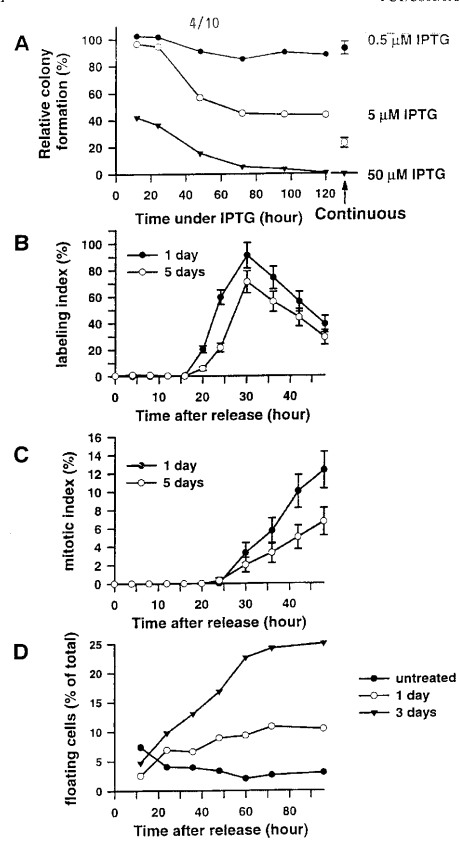 4/10
A
Relative colony
formation (%)
100
80
60
40
20
0
0 20 40 60 80 100 120
Time under IPTG (hour)
Continuous
0.5 μM IPTG
5 μM IPTG
50 μM IPTG
B
labeling index (%)
100
80
60
40
20
0
1 day
5 days
0 10 20 30 40
Time after release (hour)
C
mitotic index (%)
16
14
12
10
8
6
4
2
0
1 day
5 days
0 10 20 30 40
Time after release (hour)
D
floating cells (% of total)
25
20
15
10
5
0
0 20 40 60 80
Time after release (hour)
untreated
1 day
3 days